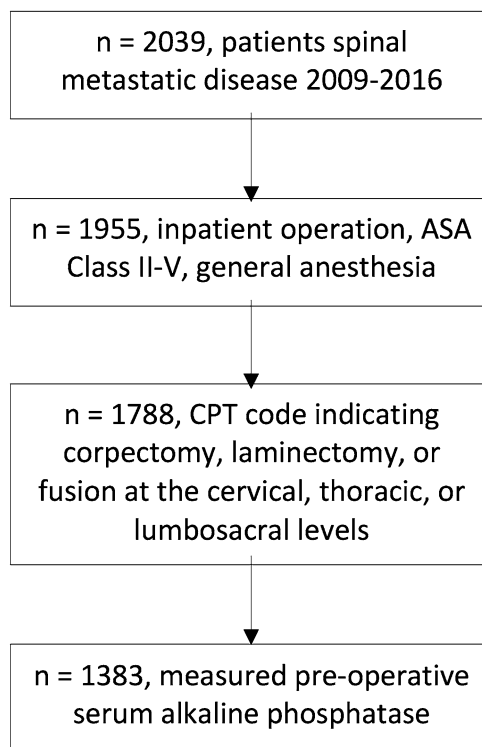 n = 2039, patients spinal
metastatic disease 2009-2016
n = 1955, inpatient operation, ASA
Class II-V, general anesthesia
n = 1788, CPT code indicating
corpectomy, laminectomy, or
fusion at the cervical, thoracic, or
lumbosacral levels
n = 1383, measured pre-operative
serum alkaline phosphatase